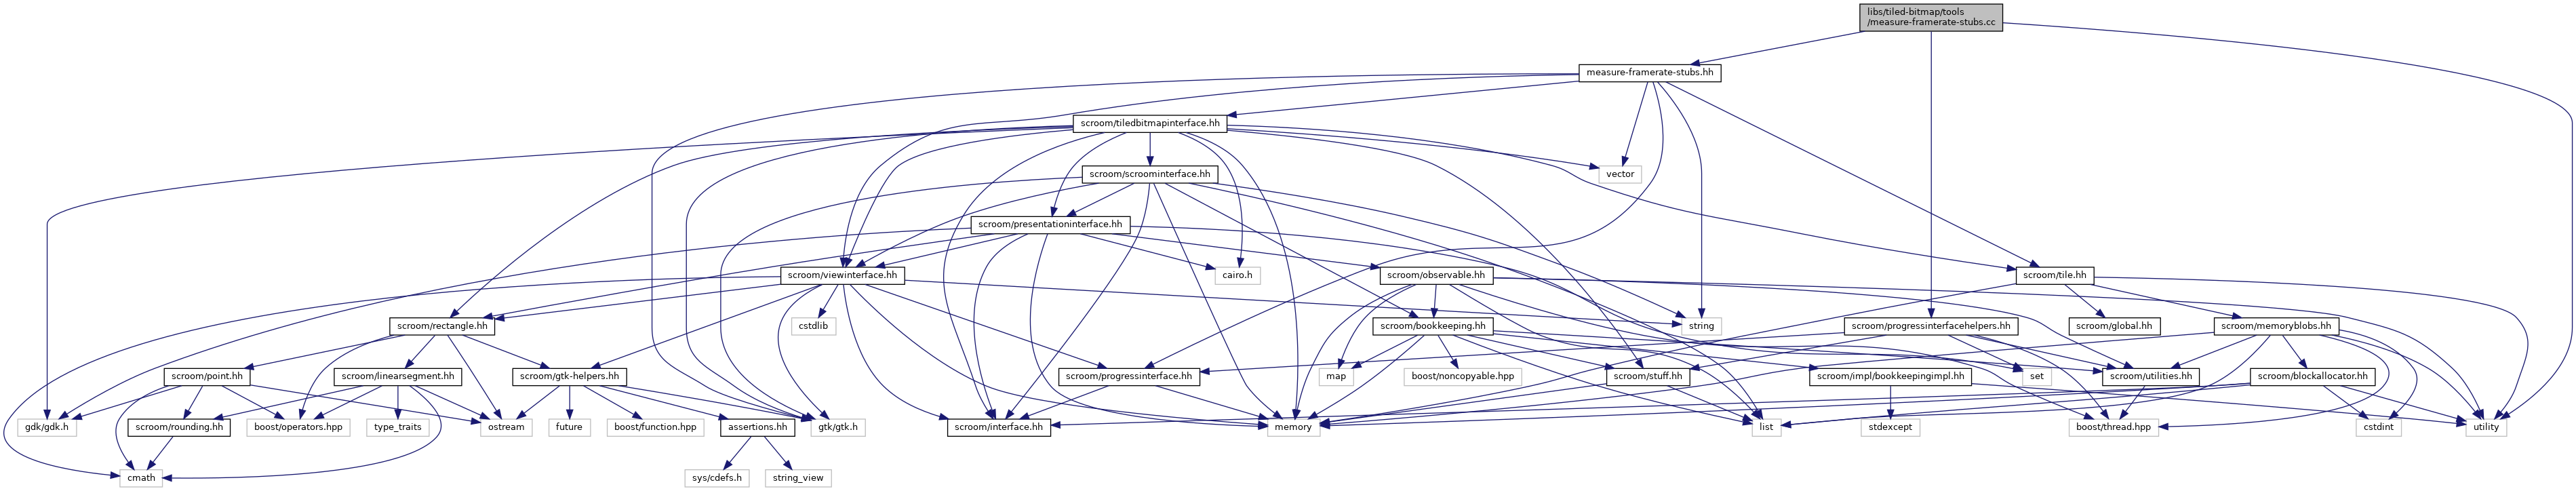 libs/tiled-bitmap/tools
/measure-framerate-stubs.cc
measure-framerate-stubs.hh
scroom/tiledbitmapinterface.hh
scroom/scroominterface.hh
vector
scroom/presentationinterface.hh
scroom/viewinterface.hh
cairo.h
scroom/observable.hh
scroom/tile.hh
scroom/rectangle.hh
cstdlib
scroom/bookkeeping.hh
string
scroom/progressinterfacehelpers.hh
scroom/global.hh
scroom/memoryblobs.hh
scroom/point.hh
scroom/linearsegment.hh
scroom/gtk-helpers.hh
scroom/progressinterface.hh
map
boost/noncopyable.hpp
scroom/stuff.hh
scroom/impl/bookkeepingimpl.hh
set
scroom/utilities.hh
scroom/blockallocator.hh
gdk/gdk.h
scroom/rounding.hh
boost/operators.hpp
type_traits
ostream
future
boost/function.hpp
assertions.hh
gtk/gtk.h
scroom/interface.hh
memory
list
stdexcept
boost/thread.hpp
cstdint
utility
cmath
sys/cdefs.h
string_view